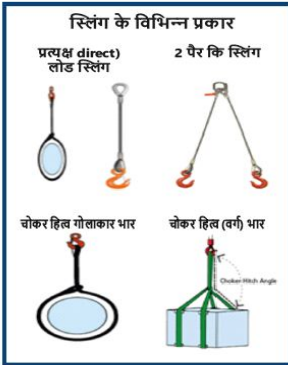 स्लिंग के विभिन्न प्रकार
प्रत्यक्ष direct)
लोड स्लिंग
2 पैर कि स्लिंग
चोकर हित्व गोलाकार भार
चोकर हित्व (वर्ग) भार
Choker Hitch Angle